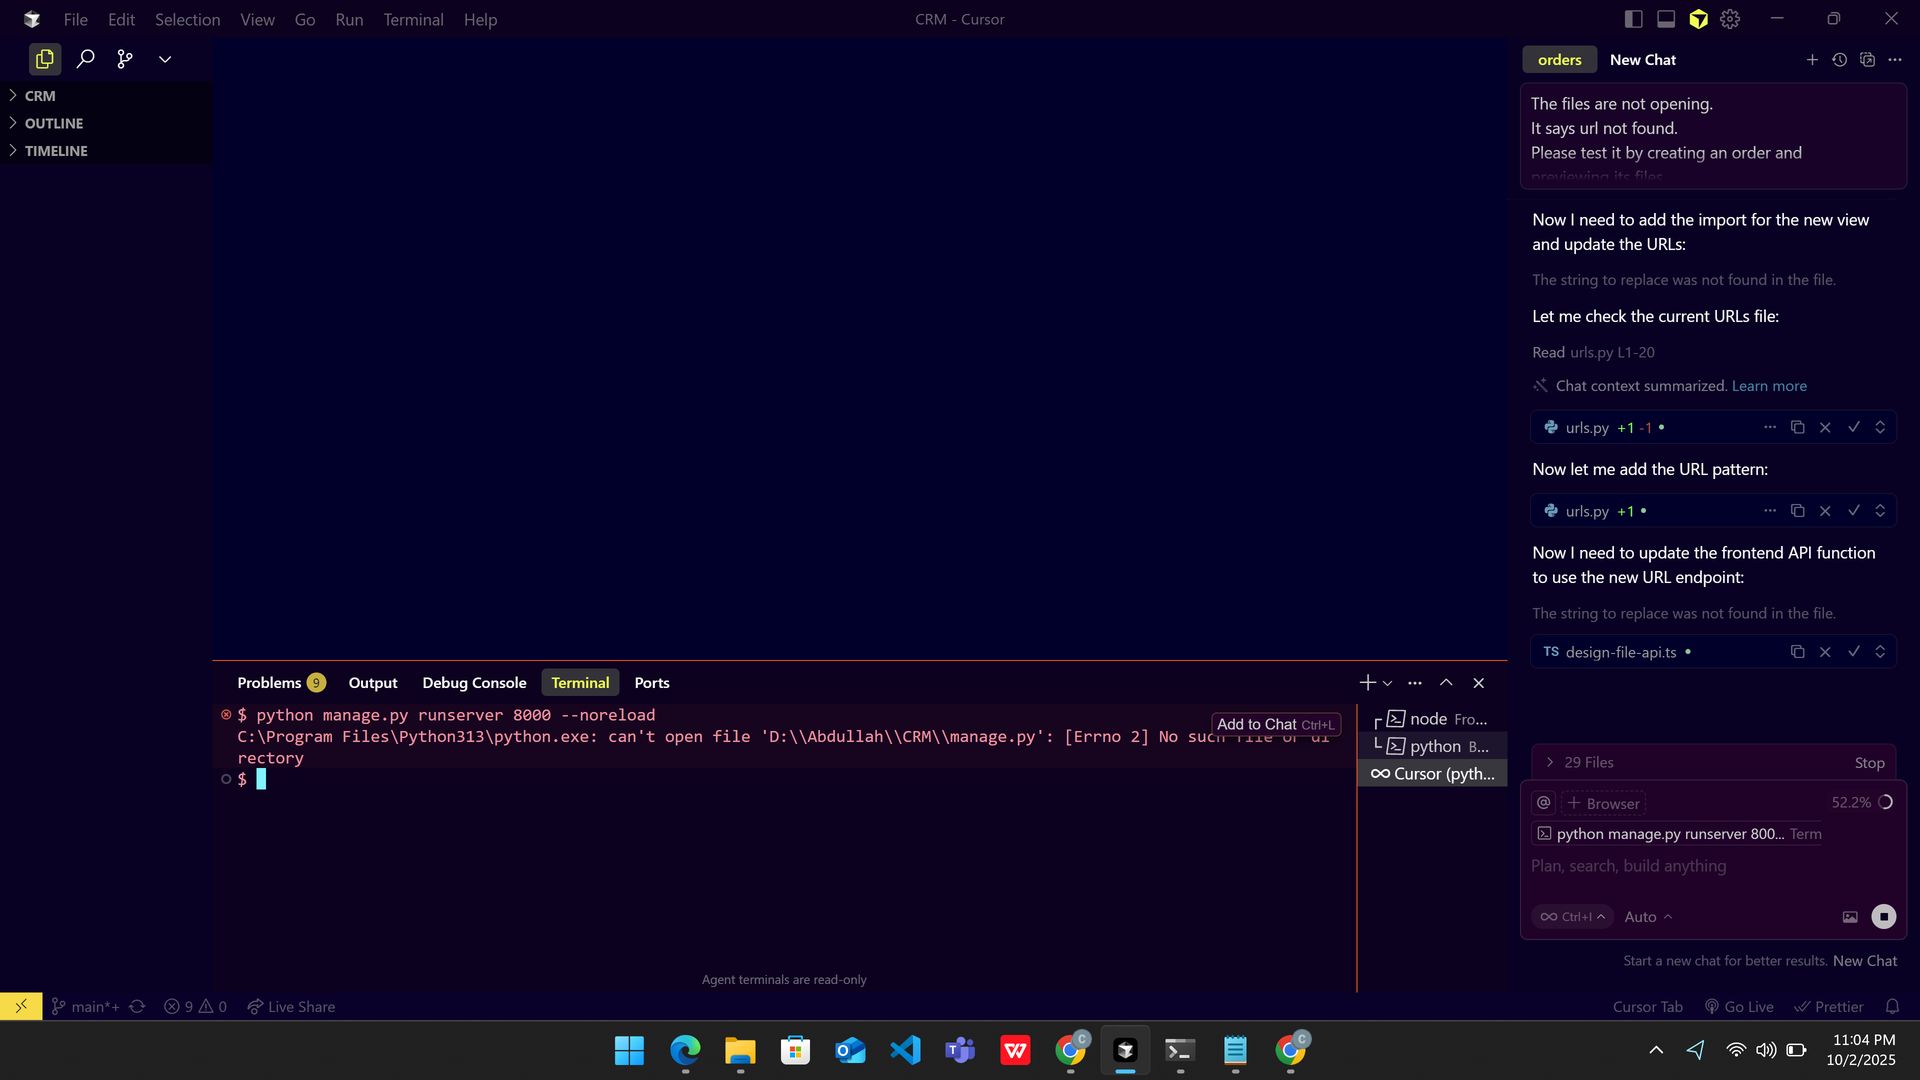 File Edit Selection View Go Run Terminal Help
CRM - Cursor
CRM
OUTLINE
TIMELINE
orders New Chat
The files are not opening.
It says url not found.
Please test it by creating an order and
previewing its files
Now I need to add the import for the new view
and update the URLs:
The string to replace was not found in the file.
Let me check the current URLs file:
Read urls.py L1-20
Chat context summarized. Learn more
urls.py +1 -1
Now let me add the URL pattern:
urls.py +1
Now I need to update the frontend API function
to use the new URL endpoint:
The string to replace was not found in the file.
TS design-file-api.ts
29 Files Stop
@ + Browser 52.2%
python manage.py runserver 800... Term
Plan, search, build anything
Ctrl+I Auto
Start a new chat for better results. New Chat
Problems 9 Output Debug Console Terminal Ports
$ python manage.py runserver 8000 --noreload
Add to Chat Ctrl+L
C:\Program Files\Python313\python.exe: can't open file 'D:\\Abdullah\\CRM\\manage.py': [Errno 2] No such file or di
rectory
$
node Fro...
python B...
Cursor (pyth...
Agent terminals are read-only
main*+ 9 0 Live Share
Cursor Tab Go Live Prettier
11:04 PM
10/2/2025